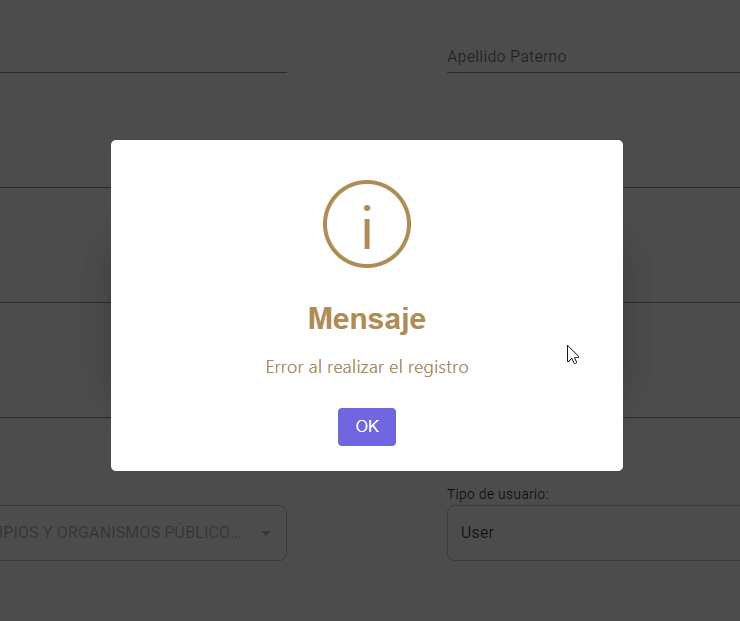 Apellido Paterno
i
Mensaje
Error al realizar el registro
OK
Tipo de usuario:
IPIOS Y ORGANISMOS PÚBLICO...
User